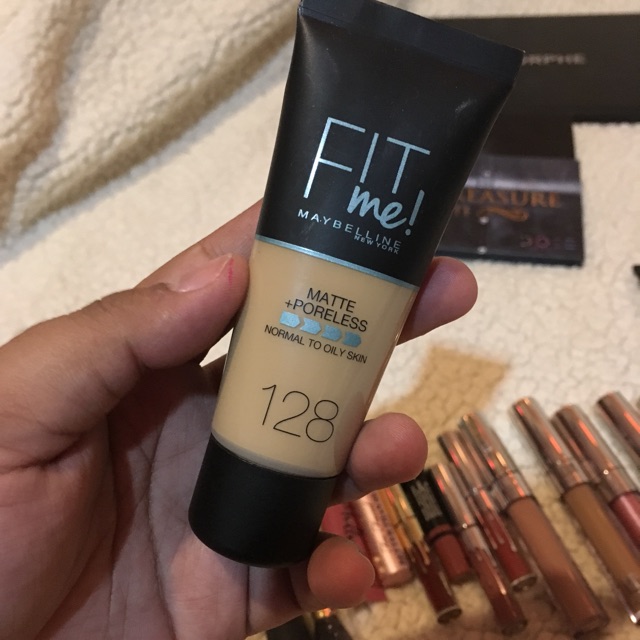 FIT
me!
MAYBELLINE
NEW YORK
MATTE
+PORELESS
NORMAL TO OILY SKIN
128